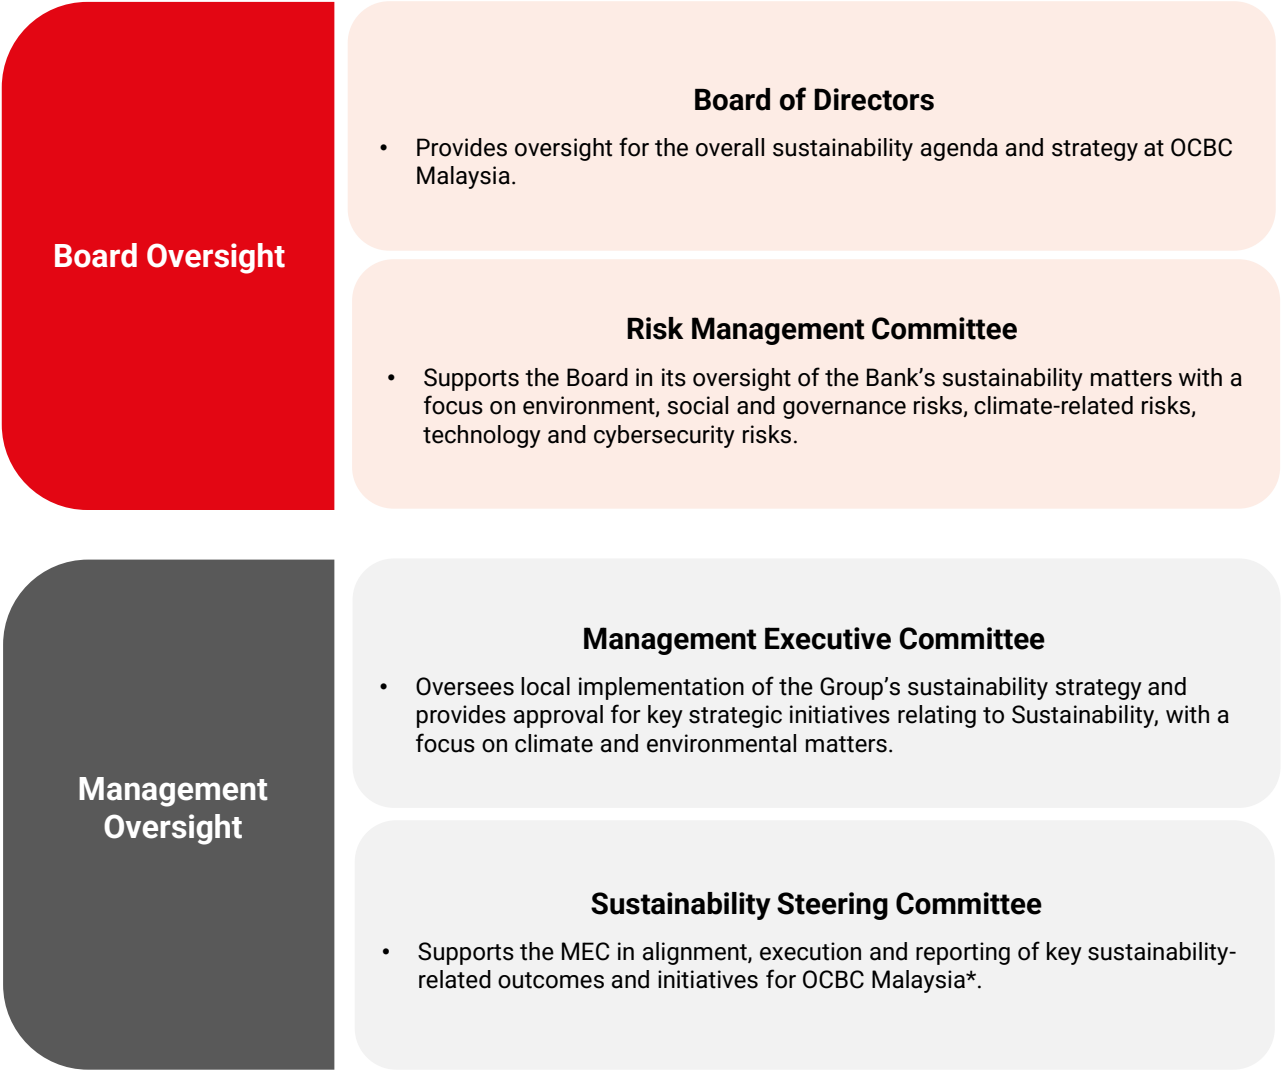 Board Oversight
Board of Directors
• Provides oversight for the overall sustainability agenda and strategy at OCBC
Malaysia.
Risk Management Committee
• Supports the Board in its oversight of the Bank’s sustainability matters with a
focus on environment, social and governance risks, climate-related risks,
technology and cybersecurity risks.
Management
Oversight
Management Executive Committee
• Oversees local implementation of the Group’s sustainability strategy and
provides approval for key strategic initiatives relating to Sustainability, with a
focus on climate and environmental matters.
Sustainability Steering Committee
• Supports the MEC in alignment, execution and reporting of key sustainability-
related outcomes and initiatives for OCBC Malaysia*.